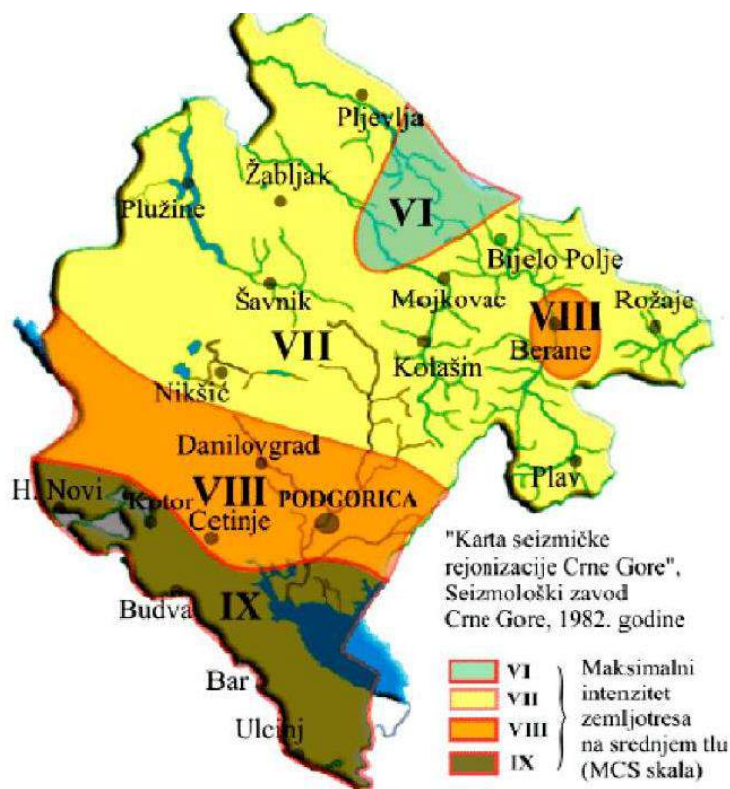 Pljevlja
Žabljak
Plužine
VI
Bijelo Polje
Šavnik
Mojkovac
Rožaje
VIII
VII
Berane
Kolašin
Nikšić
Danilovgrad
Plav
H. Novi
VIII
PODGORICA
Kotor
Cetinje
"Karta seizmičke
rejonizacije Crne Gore",
Seizmološki zavod
Crne Gore, 1982. godine
Budva
IX
Bar
Ulcinj
VI
VII
VIII
IX
Maksimalni
intenzitet
zemljotresa
na srednjem tlu
(MCS skala)